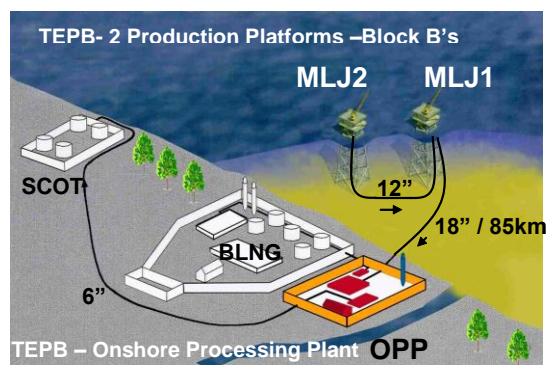 TEPB- 2 Production Platforms –Block B's
MLJ2
MLJ1
SCOT
12"
18" / 85km
BLNG
6"
TEPB – Onshore Processing Plant
OPP